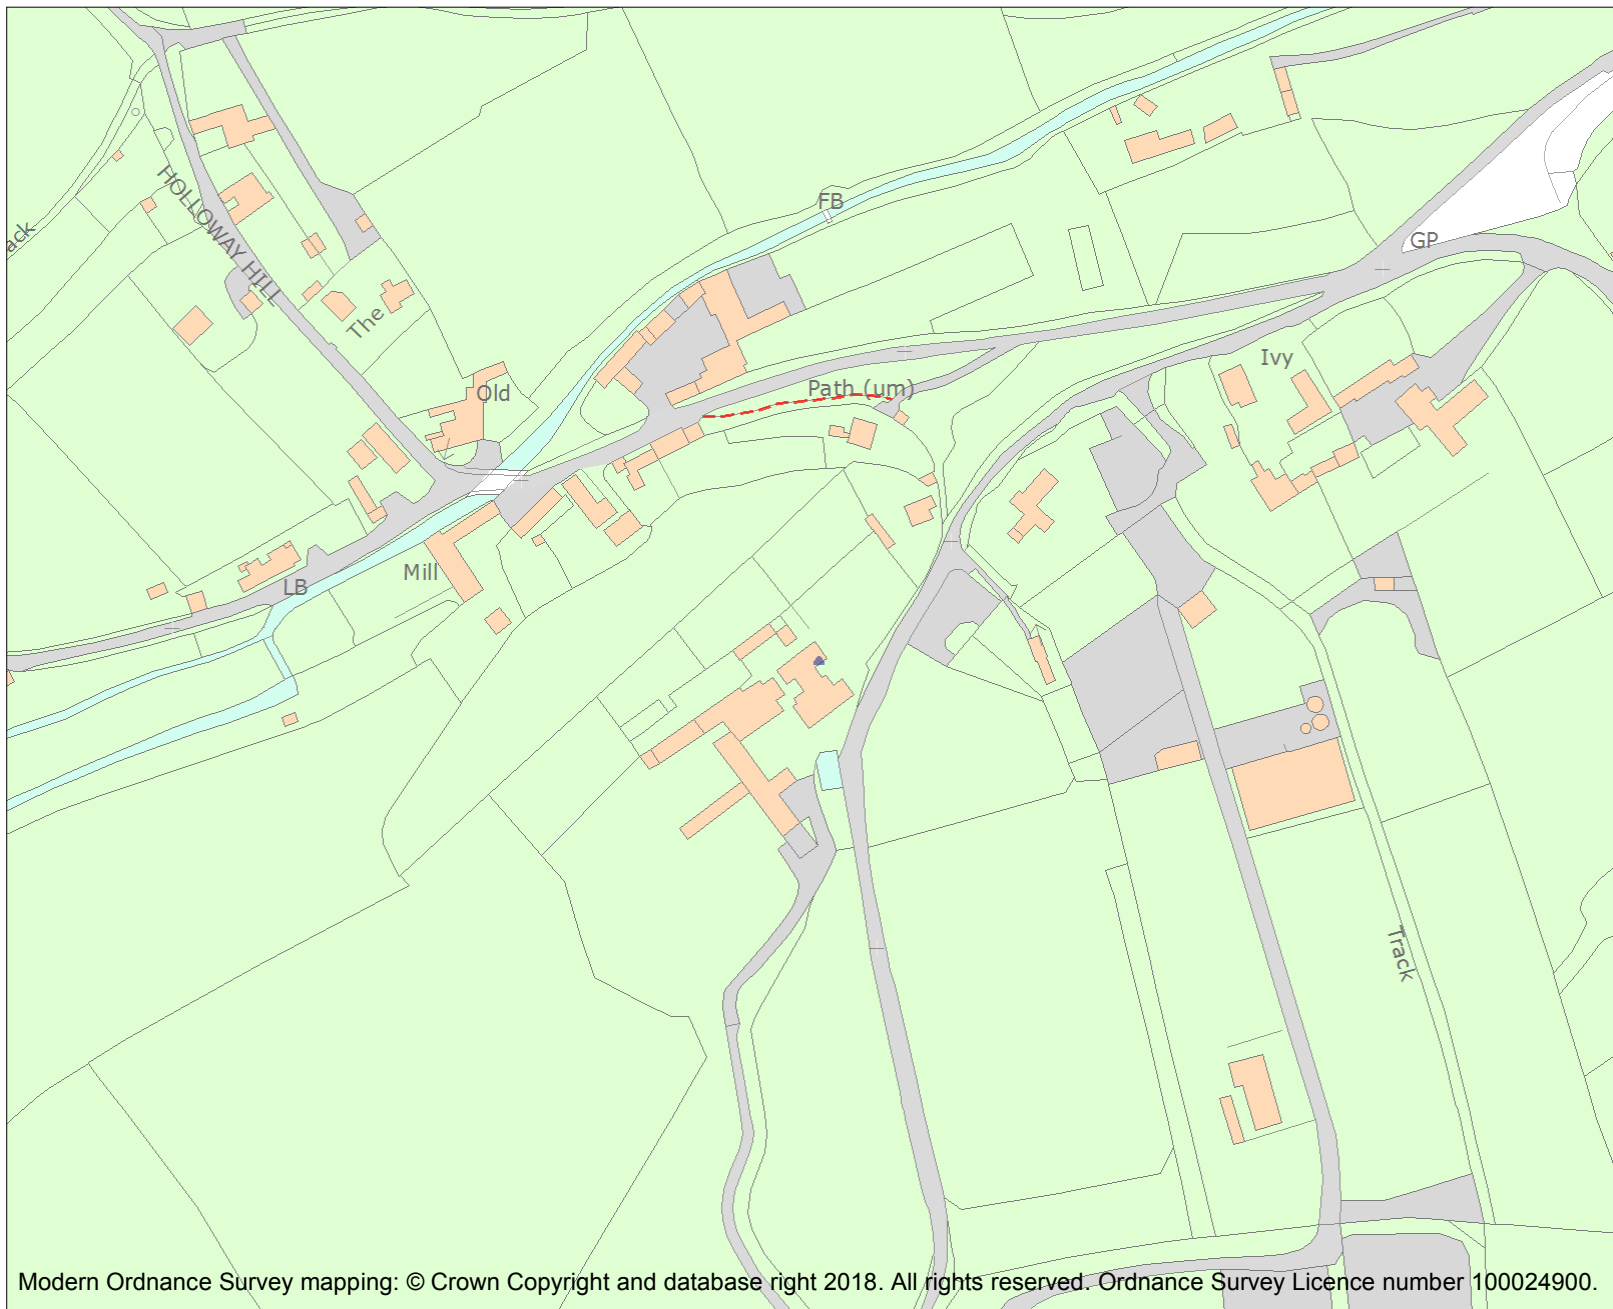 FB
HOLLOWAY HILL
ack
GP
The
Ivy
Old
Path (um)
Mill
LB
Track
Modern Ordnance Survey mapping: © Crown Copyright and database right 2018. All rights reserved. Ordnance Survey Licence number 100024900.